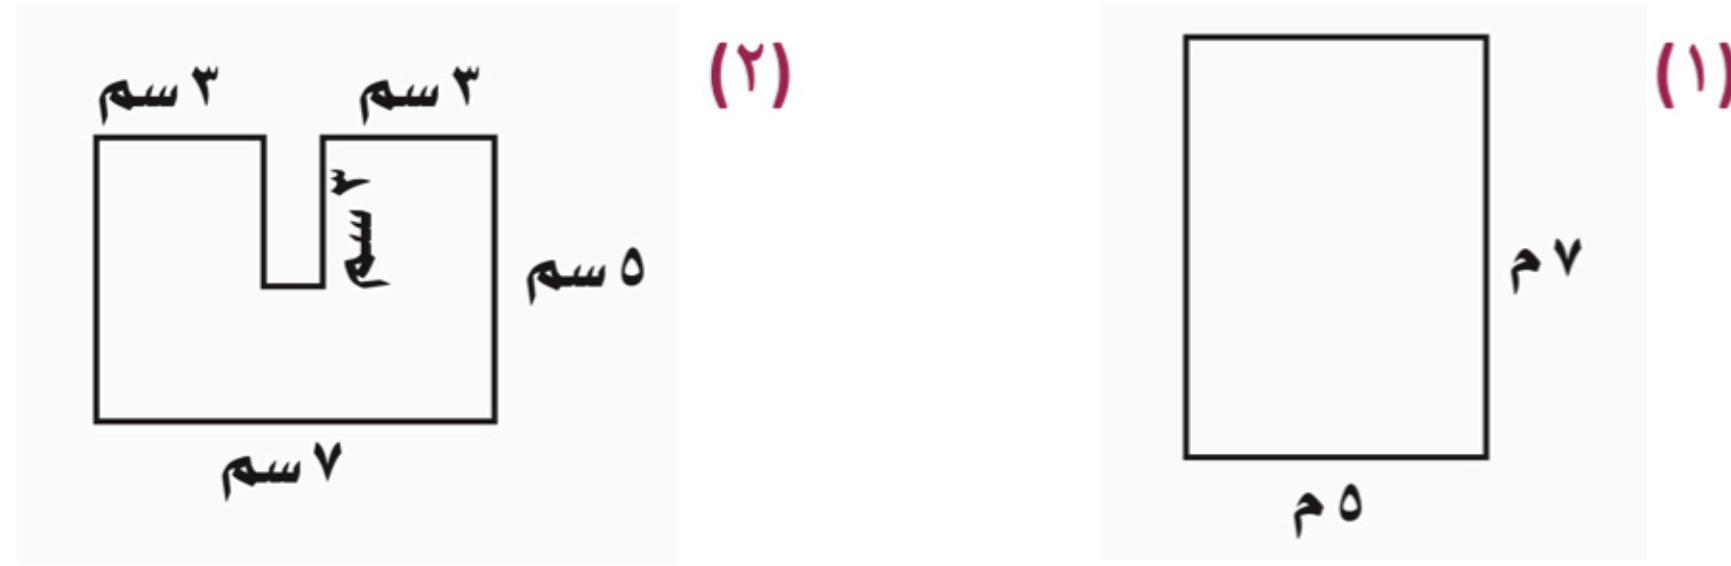 (١)
٧ م
٥ م
(٢)
٣ سم
٣ سم
٣ سم
٥ سم
٧ سم